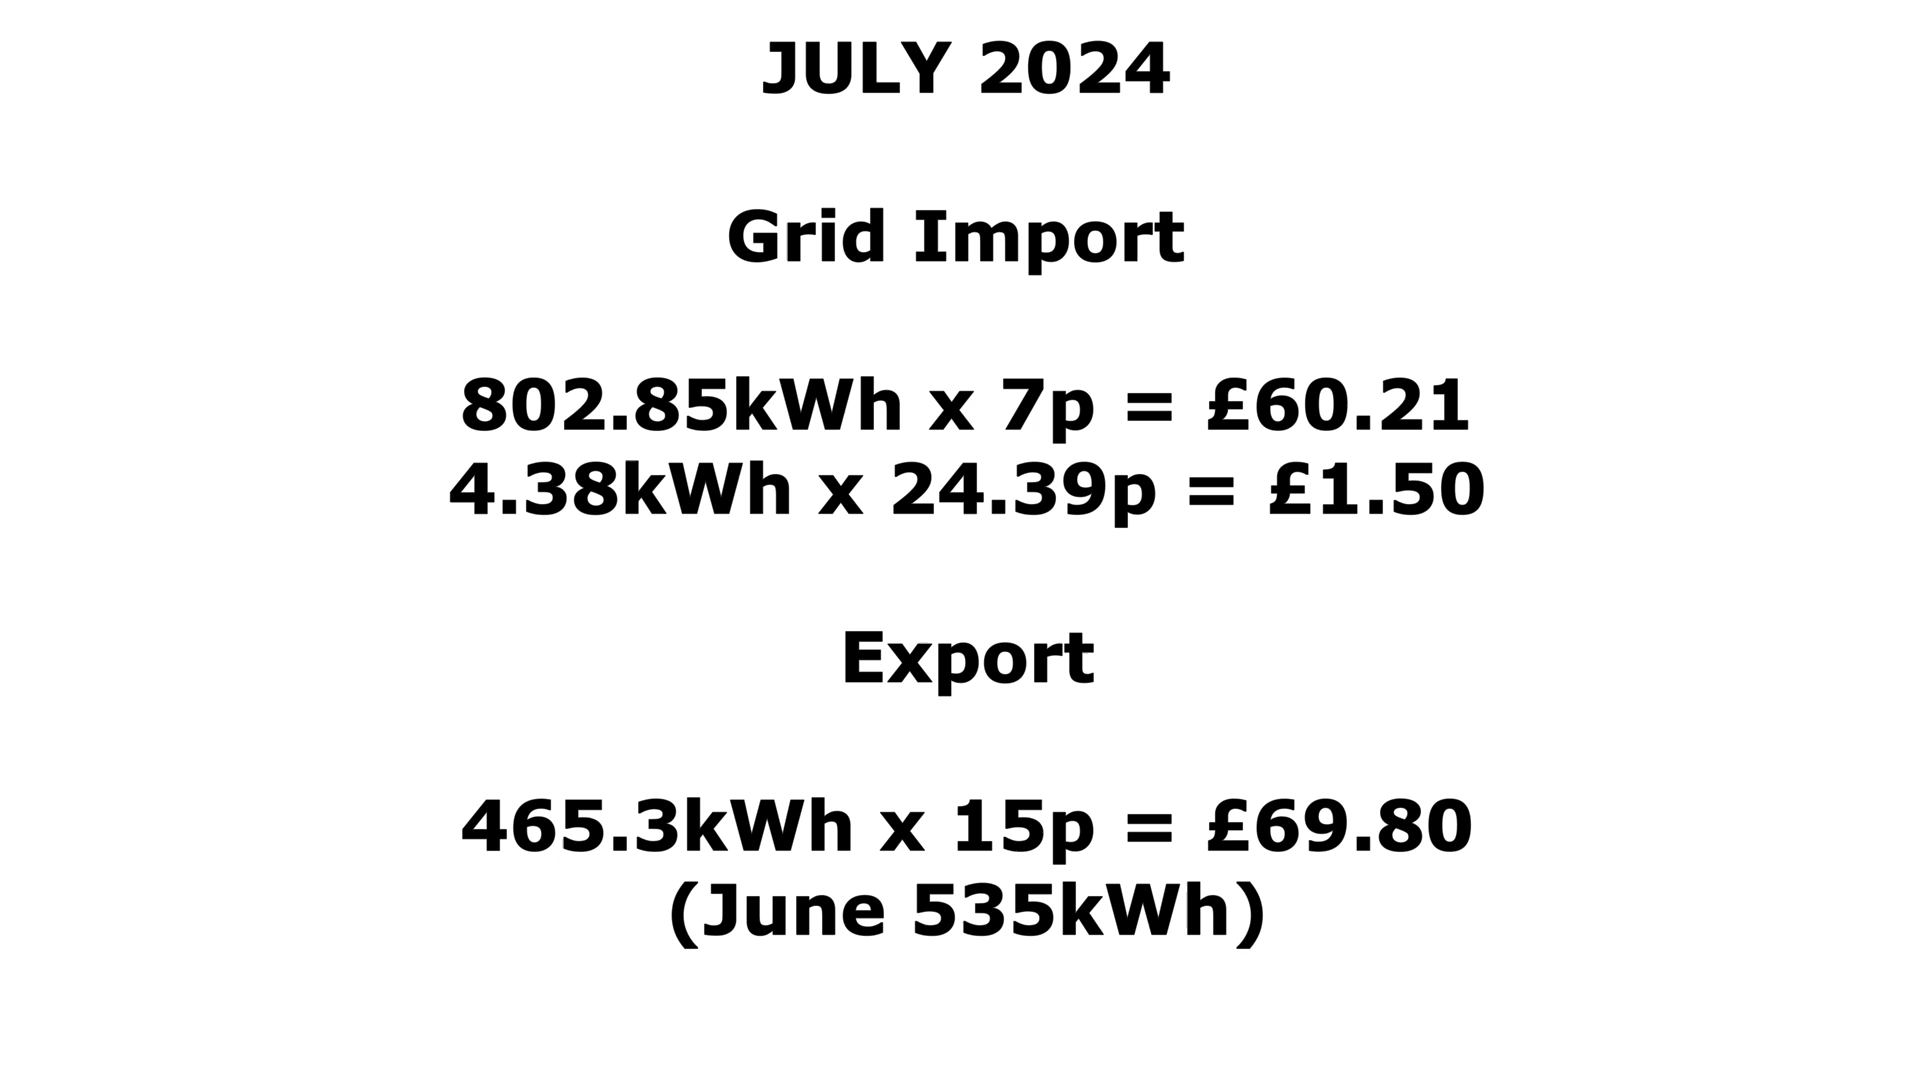 JULY 2024
Grid Import
802.85kWh x 7p = £60.21
4.38kWh x 24.39p = £1.50
Export
465.3kWh x 15p = £69.80
(June 535kWh)